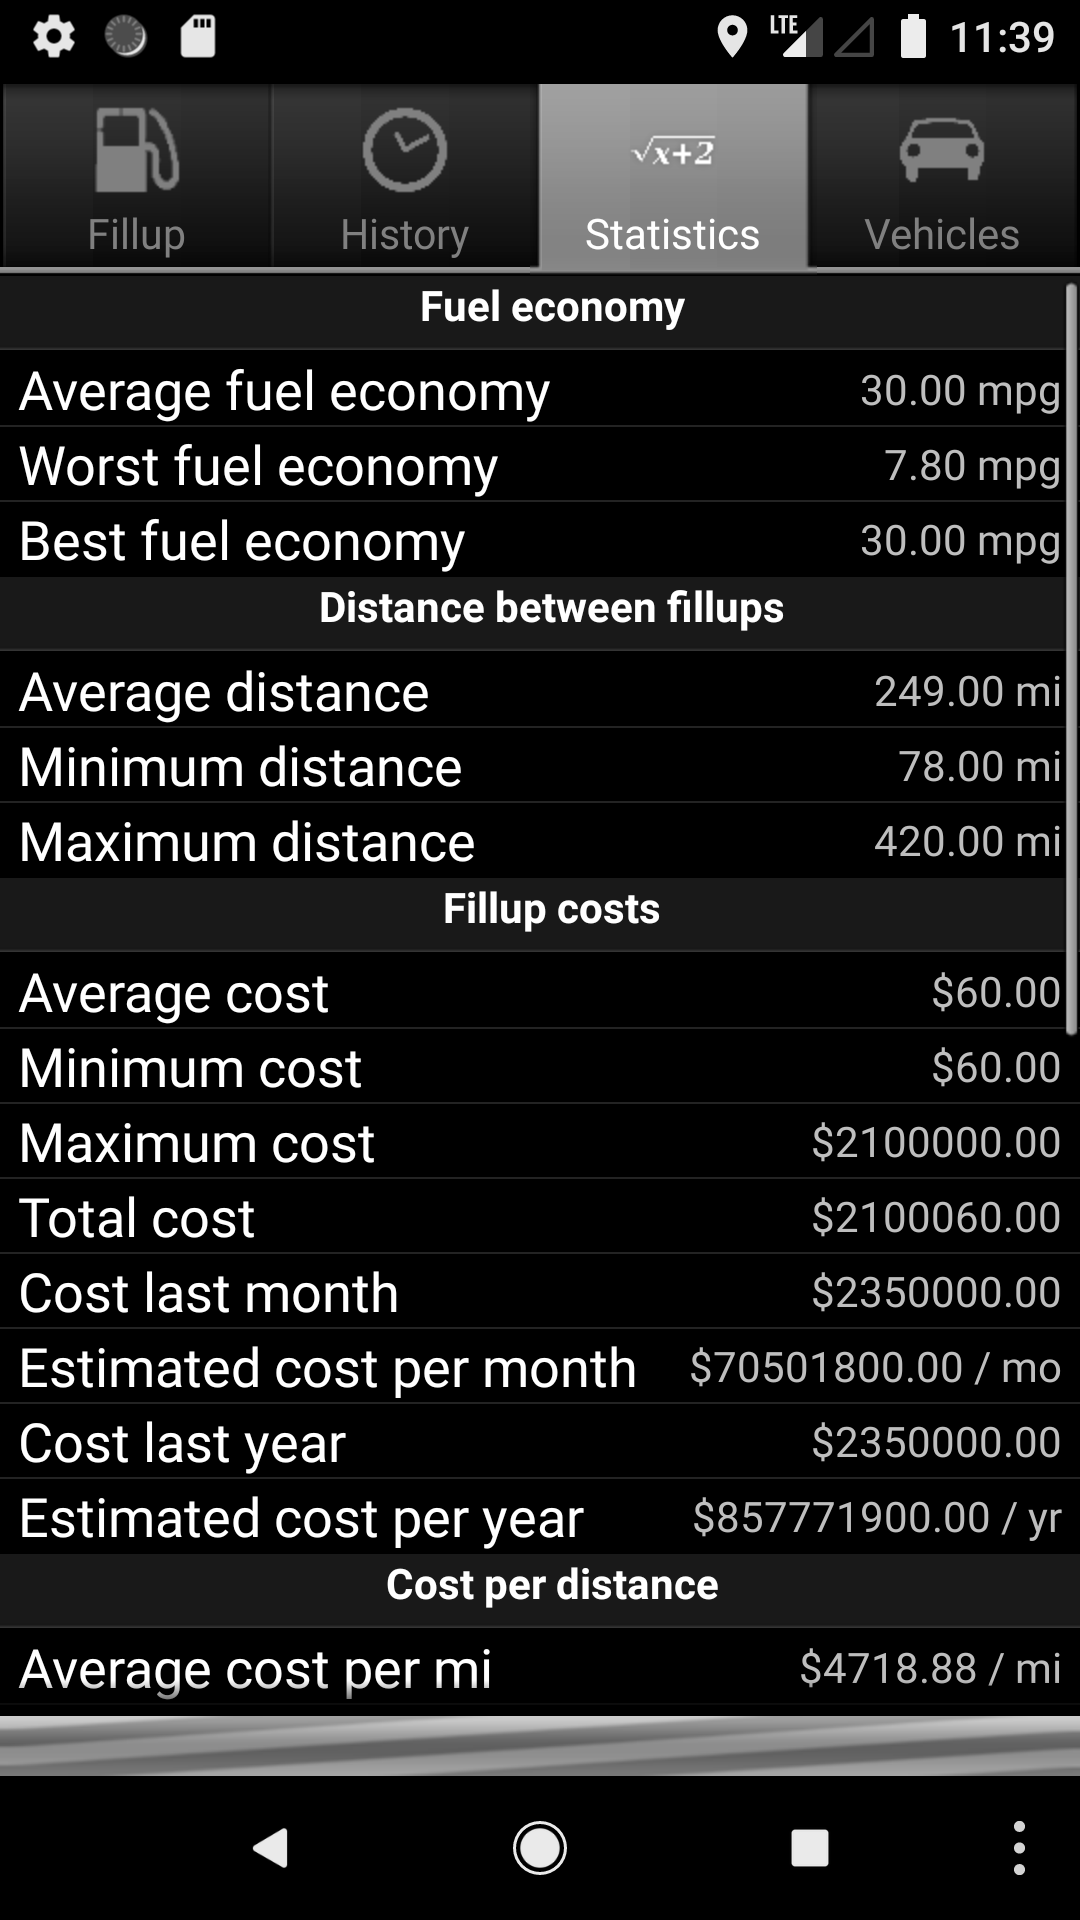 LTE 11:39
√x+2
Fillup History Statistics Vehicles
Fuel economy
Average fuel economy 30.00 mpg
Worst fuel economy 7.80 mpg
Best fuel economy 30.00 mpg
Distance between fillups
Average distance 249.00 mi
Minimum distance 78.00 mi
Maximum distance 420.00 mi
Fillup costs
Average cost $60.00
Minimum cost $60.00
Maximum cost $2100000.00
Total cost $2100060.00
Cost last month $2350000.00
Estimated cost per month $70501800.00 / mo
Cost last year $2350000.00
Estimated cost per year $857771900.00 / yr
Cost per distance
Average cost per mi $4718.88 / mi